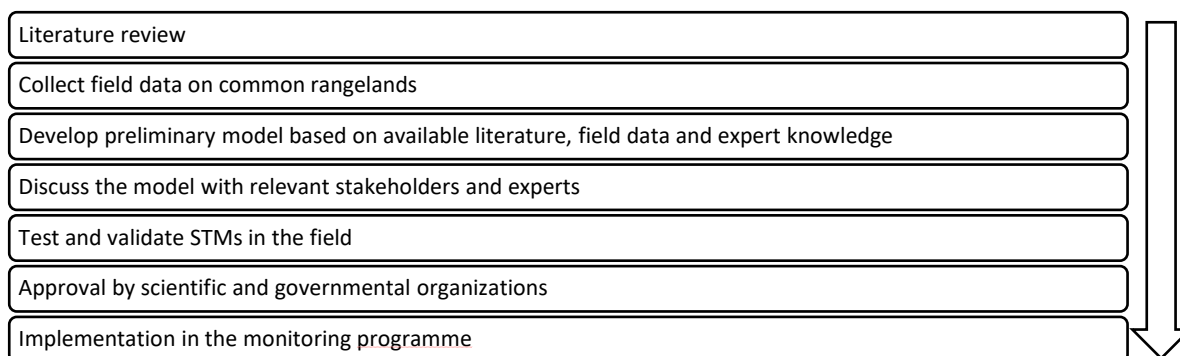 Literature review
Collect field data on common rangelands
Develop preliminary model based on available literature, field data and expert knowledge
Discuss the model with relevant stakeholders and experts
Test and validate STMs in the field
Approval by scientific and governmental organizations
Implementation in the monitoring programme